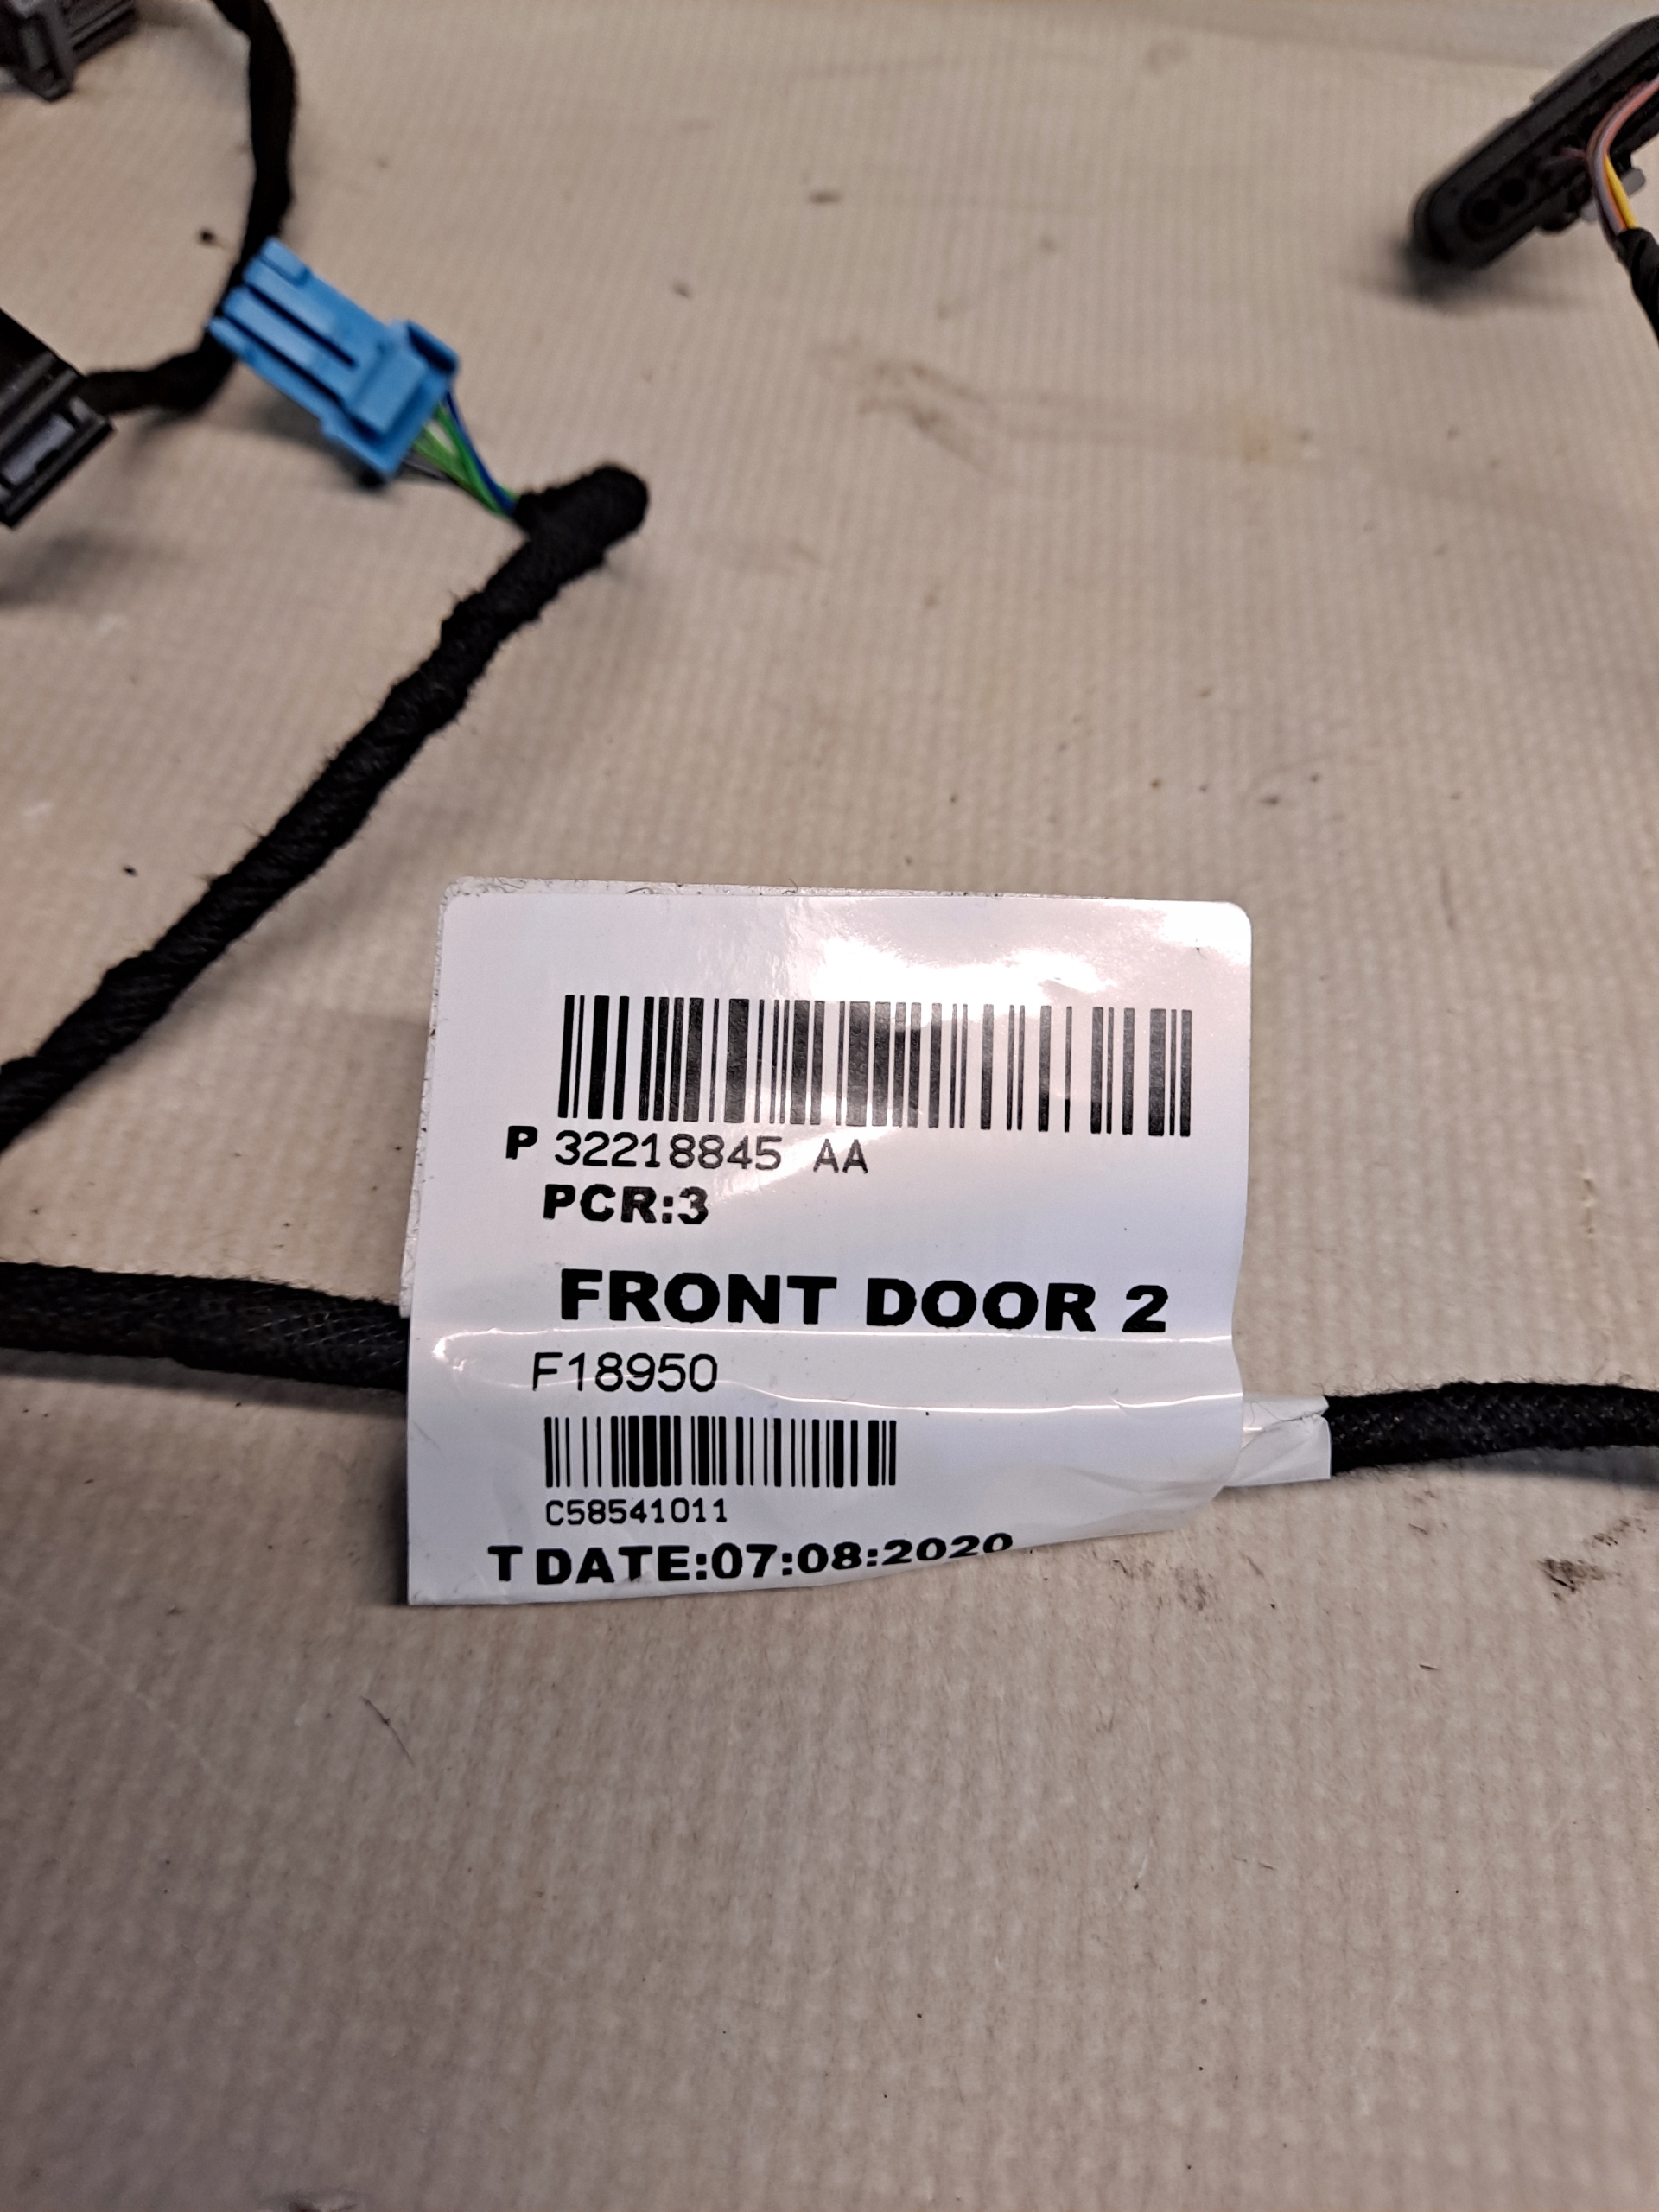 P 32218845 AA
PCR:3
FRONT DOOR 2
F18950
C58541011
T DATE:07:08:2020